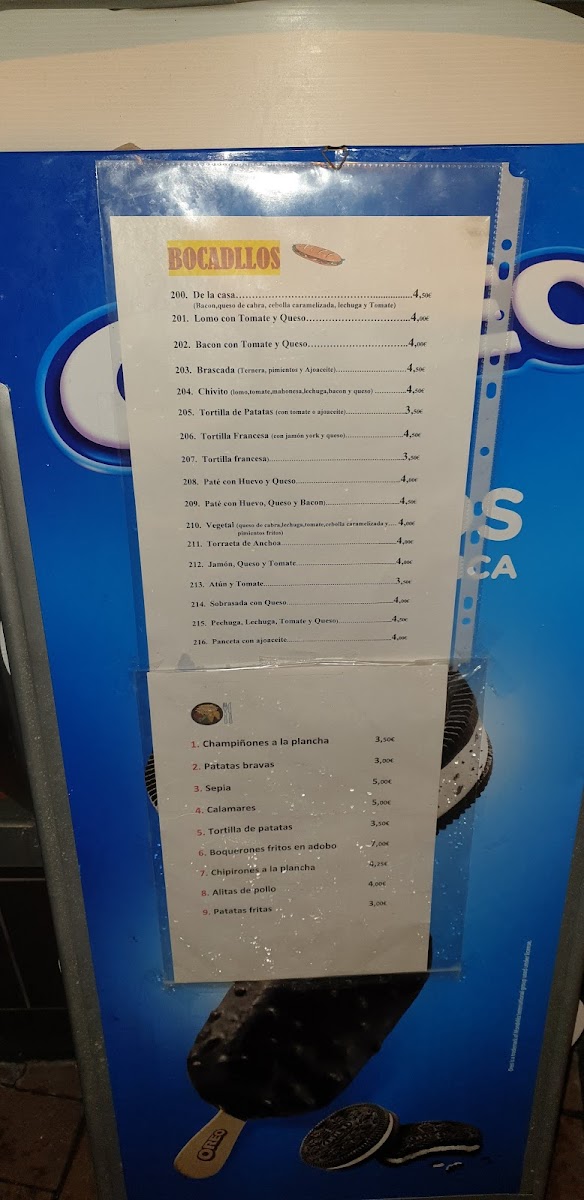 BOCADLLOS
200. De la casa........4,50€
(Bacon,queso de cabra, cebolla caramelizada, lechuga y Tomate)
201. Lomo con Tomate y Queso........4,00€
202. Bacon con Tomate y Queso........4,00€
203. Brascada (Ternera, pimientos y Ajoaceite)........4,50€
204. Chivito (lomo,tomate,mahonesa,lechuga,bacon y queso)........4,50€
205. Tortilla de Patatas (con tomate o ajoaceite)........3,50€
206. Tortilla Francesa (con jamón york y queso)........4,50€
207. Tortilla francesa)........3,50€
208. Paté con Huevo y Queso........4,00€
209. Paté con Huevo, Queso y Bacon)........4,50€
210. Vegetal (queso de cabra,lechuga,tomate,cebolla caramelizada y.... 4,00€
pimientos fritos)
211. Torraeta de Anchoa........4,00€
212. Jamón, Queso y Tomate........4,00€
213. Atún y Tomate........3,50€
214. Sobrasada con Queso........4,00€
215. Pechuga, Lechuga, Tomate y Queso)........4,50€
216. Panceta con ajoaceite........4,00€
1. Champiñones a la plancha 3,50€
2. Patatas bravas 3,00€
3. Sepia 5,00€
4. Calamares 5,00€
5. Tortilla de patatas 3,50€
6. Boquerones fritos en adobo 7,00€
7. Chipirones a la plancha 4,25€
8. Alitas de pollo 4,00€
9. Patatas fritas 3,00€
OREO